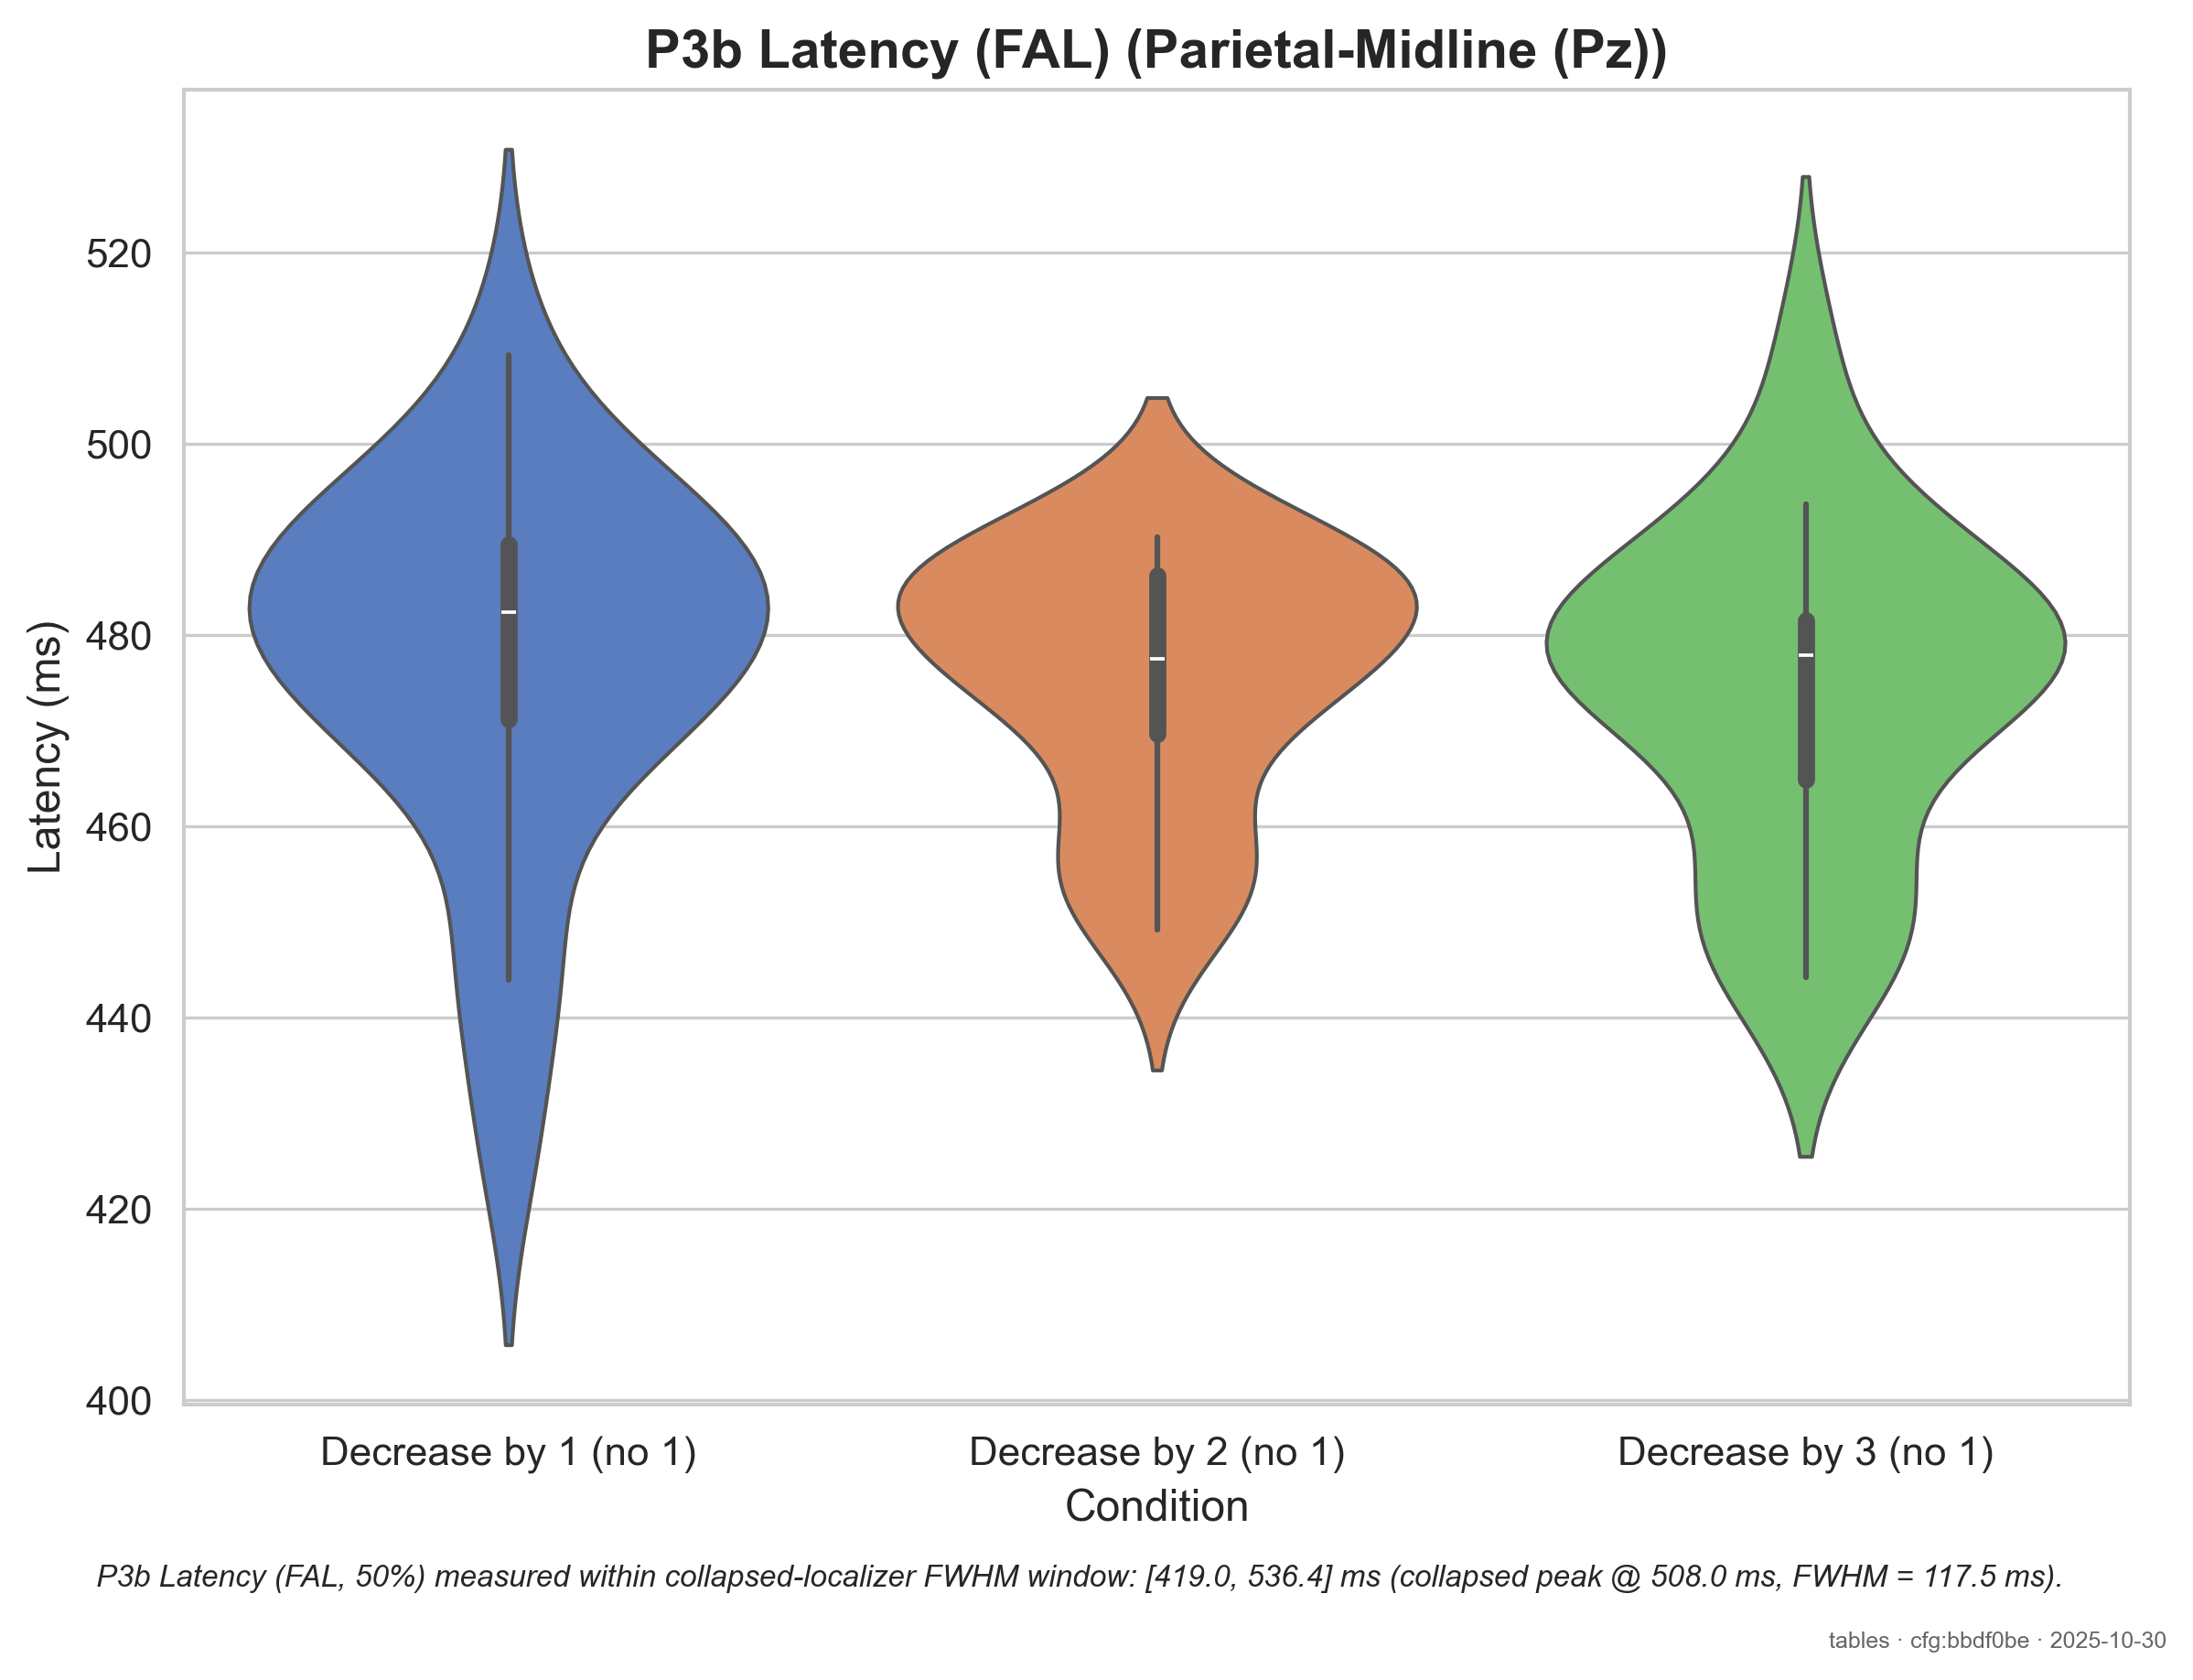 P3b Latency (FAL) (Parietal-Midline (Pz))
Latency (ms)
520
500
480
460
440
420
400
Decrease by 1 (no 1)
Decrease by 2 (no 1)
Decrease by 3 (no 1)
Condition
P3b Latency (FAL, 50%) measured within collapsed-localizer FWHM window: [419.0, 536.4] ms (collapsed peak @ 508.0 ms, FWHM = 117.5 ms).
tables · cfg:bbdf0be · 2025-10-30